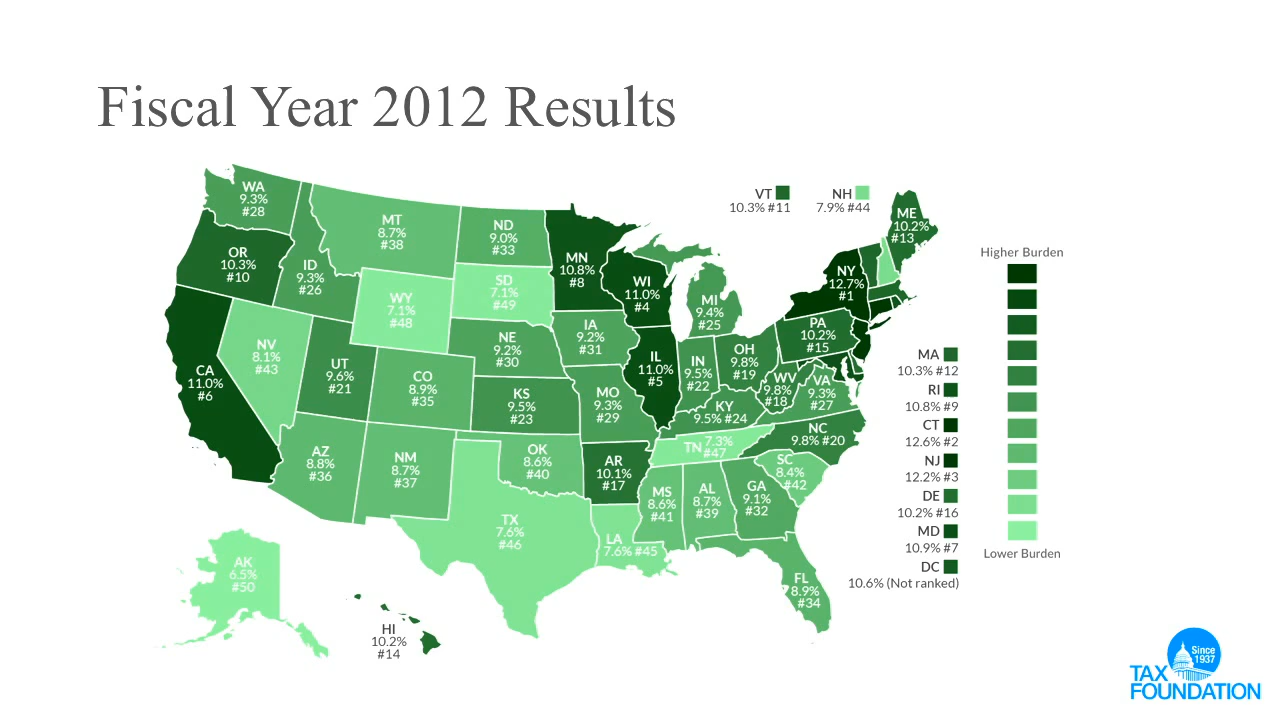 Fiscal Year 2012 Results
WA
9.3%
#28
OR
10.3%
#10
CA
11.0%
#6
NV
8.1%
#43
ID
9.3%
#26
MT
8.7%
#38
WY
7.1%
#48
UT
9.6%
#21
CO
8.9%
#35
AZ
8.8%
#36
NM
8.7%
#37
ND
9.0%
#33
SD
7.1%
#49
NE
9.2%
#30
KS
9.5%
#23
OK
8.6%
#40
TX
7.6%
#46
MN
10.8%
#8
IA
9.2%
#31
MO
9.3%
#29
AR
10.1%
#17
LA
7.6% #45
WI
11.0%
#4
IL
11.0%
#5
MI
9.4%
#25
IN
9.5%
#22
OH
9.8%
#19
KY
9.5% #24
TN 7.3%
#47
MS
8.6%
#41
AL
8.7%
#39
GA
9.1%
#32
FL
8.9%
#34
SC
8.4%
#42
NC
9.8% #20
VA
9.3%
#27
WV
9.8%
#18
PA
10.2%
#15
NY
12.7%
#1
ME
10.2%
#13
VT
10.3% #11
NH
7.9% #44
AK
6.5%
#50
HI
10.2%
#14
MA
10.3% #12
RI
10.8% #9
CT
12.6% #2
NJ
12.2% #3
DE
10.2% #16
MD
10.9% #7
DC
10.6% (Not ranked)
Higher Burden
Lower Burden
Since
1937
TAX
FOUNDATION